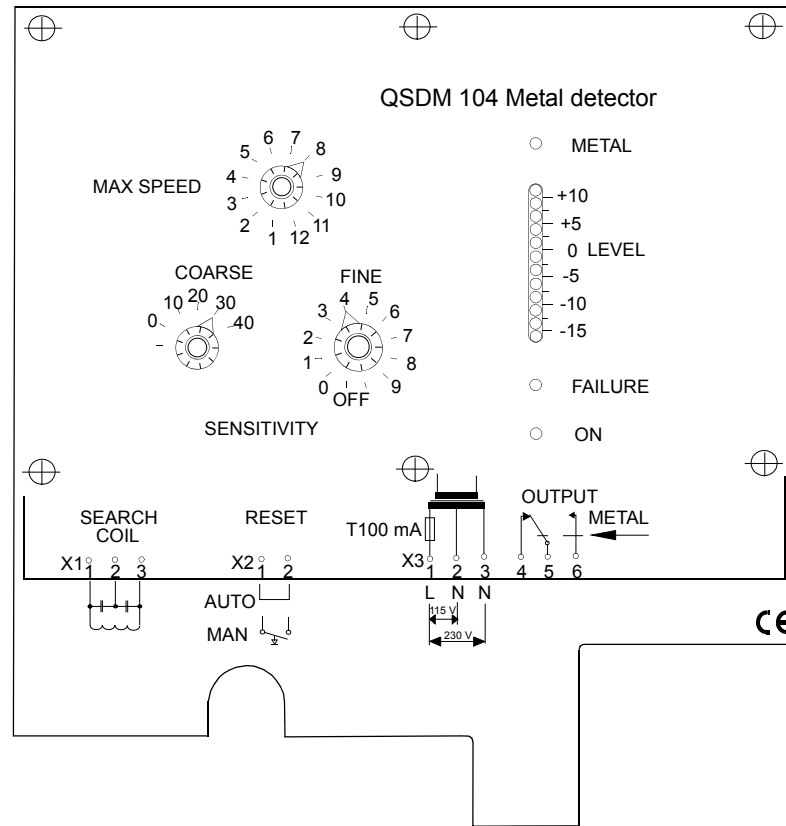 QSDM 104 Metal detector
MAX SPEED
1 2 3 4 5 6 7 8 9 10 11 12
METAL
+10
+5
0 LEVEL
-5
-10
-15
COARSE
0 10 20 30 40
FINE
OFF 0 1 2 3 4 5 6 7 8 9
SENSITIVITY
FAILURE
ON
SEARCH
COIL
X1 1 2 3
RESET
X2 1 2
AUTO
MAN
T100 mA
X3 1 2 3
L N N
115 V
230 V
OUTPUT
METAL
4 5 6
CE